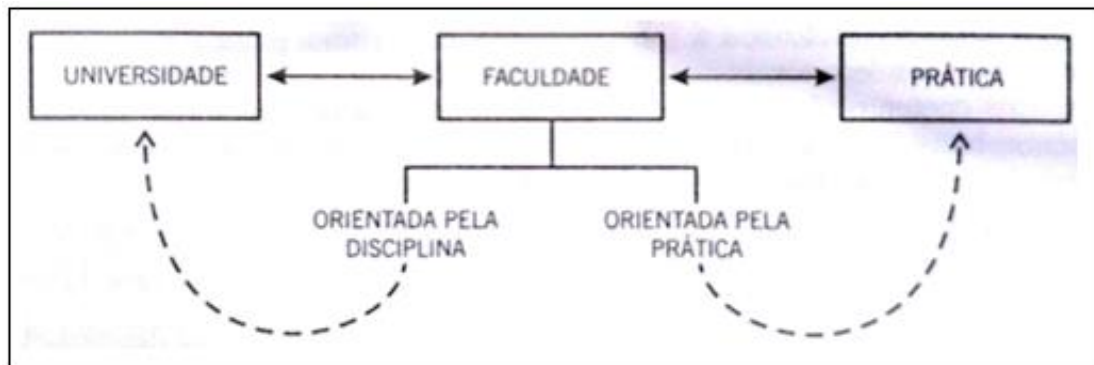 UNIVERSIDADE
FACULDADE
PRÁTICA
ORIENTADA PELA
DISCIPLINA
ORIENTADA PELA
PRÁTICA